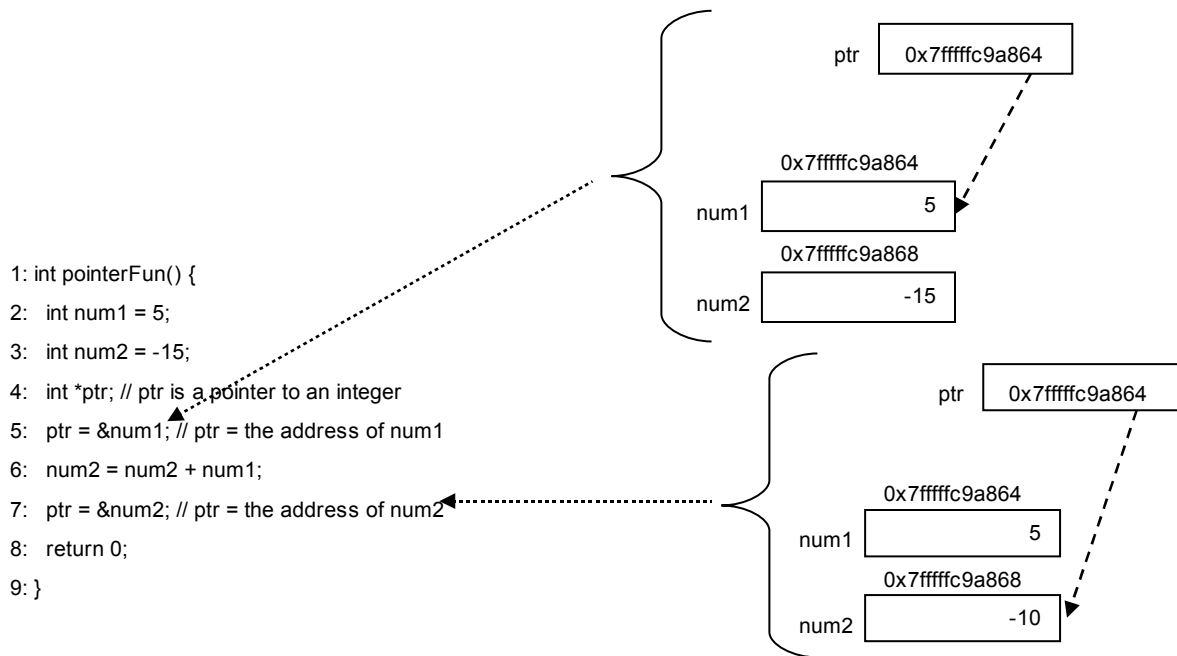 ptr 0x7fffffc9a864
0x7fffffc9a864
num1 5
0x7fffffc9a868
num2 -15
1: int pointerFun() {
2: int num1 = 5;
3: int num2 = -15;
4: int *ptr; // ptr is a pointer to an integer
5: ptr = &num1; // ptr = the address of num1
6: num2 = num2 + num1;
7: ptr = &num2; // ptr = the address of num2
8: return 0;
9: }
ptr 0x7fffffc9a864
0x7fffffc9a864
num1 5
0x7fffffc9a868
num2 -10